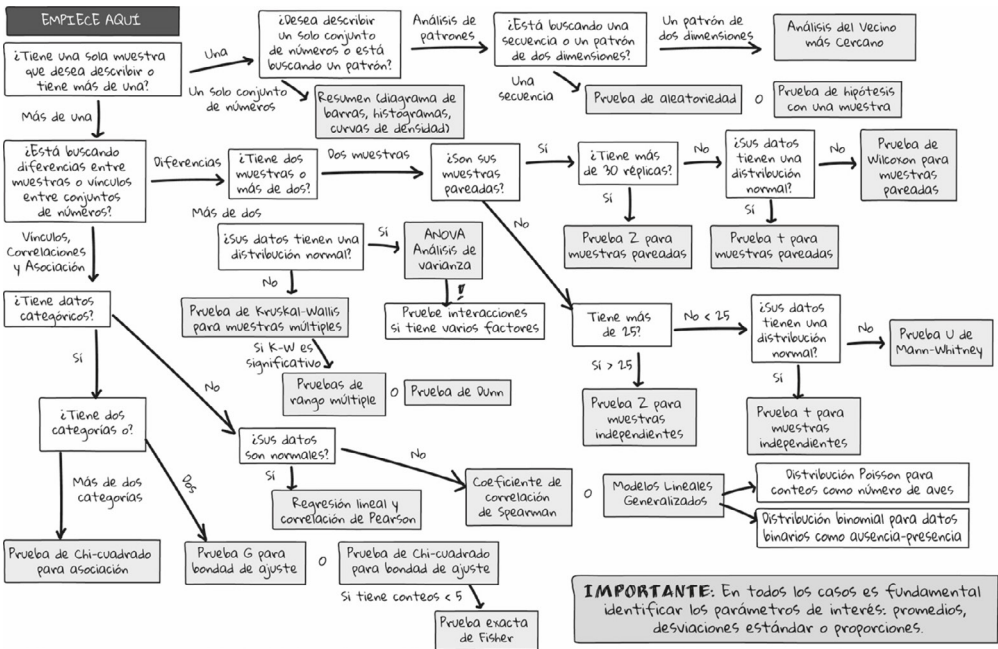 EMPIECE AQUÍ
¿Tiene una sola muestra
que desea describir o
tiene más de una?
Una
¿Desea describir
un solo conjunto
de números o está
buscando un patrón?
Análisis de
patrones
¿Está buscando una
secuencia o un patrón
de dos dimensiones?
Un patrón de
dos dimensiones
Análisis del Vecino
más Cercano
Un solo conjunto
de números
Resumen (diagrama de
barras, histogramas,
curvas de densidad)
Una
secuencia
Prueba de aleatoriedad
o
Prueba de hipótesis
con una muestra
Más de una
¿Está buscando
diferencias entre
muestras o vínculos
entre conjuntos
de números?
Diferencias
¿Tiene dos
muestras o
más de dos?
Dos muestras
¿Son sus
muestras
pareadas?
Sí
¿Tiene más
de 30 réplicas?
No
¿Sus datos
tienen una
distribución
normal?
No
Prueba de
Wilcoxon para
muestras
pareadas
Sí
Prueba Z para
muestras pareadas
Sí
Prueba t para
muestras pareadas
Más de dos
¿Sus datos tienen una
distribución normal?
Sí
ANOVA
Análisis de
varianza
Pruebe interacciones
si tiene varios factores
No
Prueba de Kruskal-Wallis
para muestras múltiples
Si K-W es
significativo
Pruebas de
rango múltiple
o
Prueba de Dunn
No
Tiene más
de 25?
No < 25
¿Sus datos
tienen una
distribución
normal?
No
Prueba U de
Mann-Whitney
Sí > 25
Prueba Z para
muestras
independientes
Sí
Prueba t para
muestras
independientes
Vínculos,
Correlaciones
y Asociación
¿Tiene datos
categóricos?
Sí
No
¿Tiene dos
categorías o?
Más de dos
categorías
Dos
¿Sus datos
son normales?
Sí
No
Regresión lineal y
correlación de Pearson
Coeficiente de
correlación
de Spearman
o
Modelos Lineales
Generalizados
Distribución Poisson para
conteos como número de aves
Distribución binomial para datos
binarios como ausencia-presencia
Prueba de Chi-cuadrado
para asociación
Prueba G para
bondad de ajuste
o
Prueba de Chi-cuadrado
para bondad de ajuste
Si tiene conteos < 5
Prueba exacta
de Fisher
IMPORTANTE: En todos los casos es fundamental
identificar los parámetros de interés: promedios,
desviaciones estándar o proporciones.